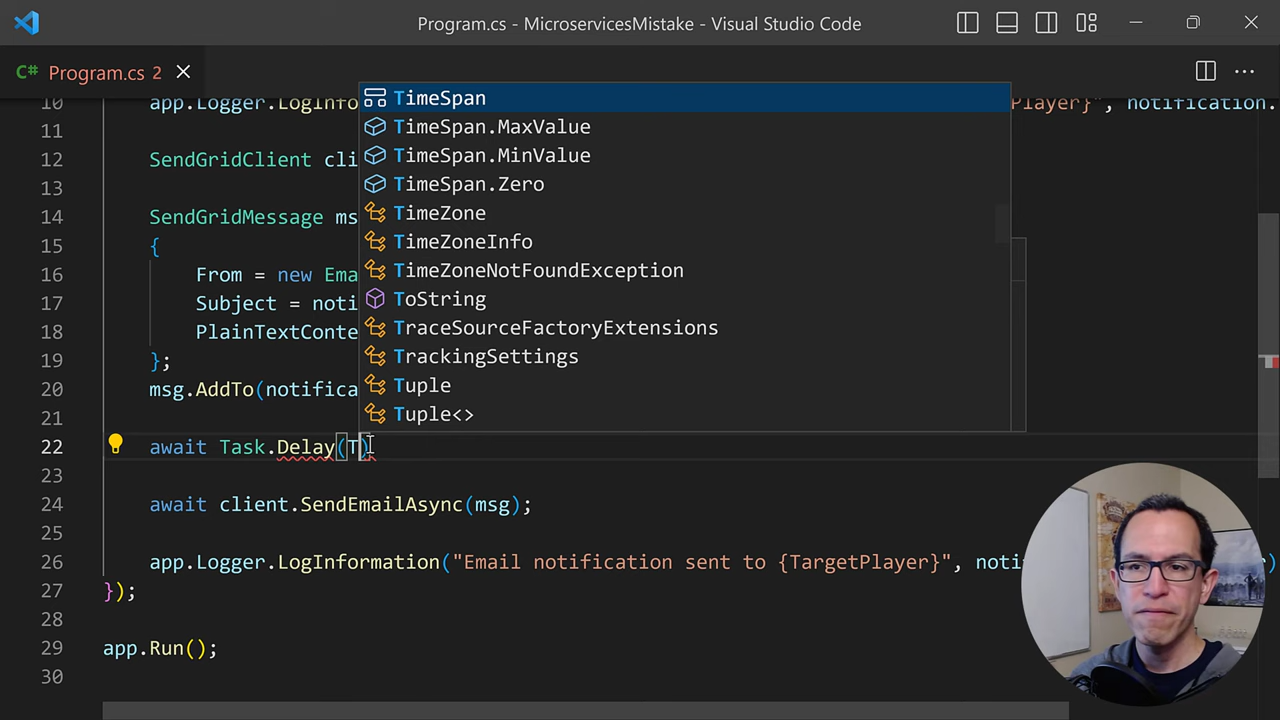 Program.cs - MicroservicesMistake - Visual Studio Code
C# Program.cs 2
10 app.Logger.LogInfo Player}", notification.
TimeSpan
TimeSpan.MaxValue
TimeSpan.MinValue
TimeSpan.Zero
TimeZone
TimeZoneInfo
TimeZoneNotFoundException
ToString
TraceSourceFactoryExtensions
TrackingSettings
Tuple
Tuple<>
11
12 SendGridClient cli
13
14 SendGridMessage ms
15 {
16 From = new Ema
17 Subject = noti
18 PlainTextConte
19 };
20 msg.AddTo(notifica
21
22 await Task.Delay(T)
23
24 await client.SendEmailAsync(msg);
25
26 app.Logger.LogInformation("Email notification sent to {TargetPlayer}", noti )
27 });
28
29 app.Run();
30